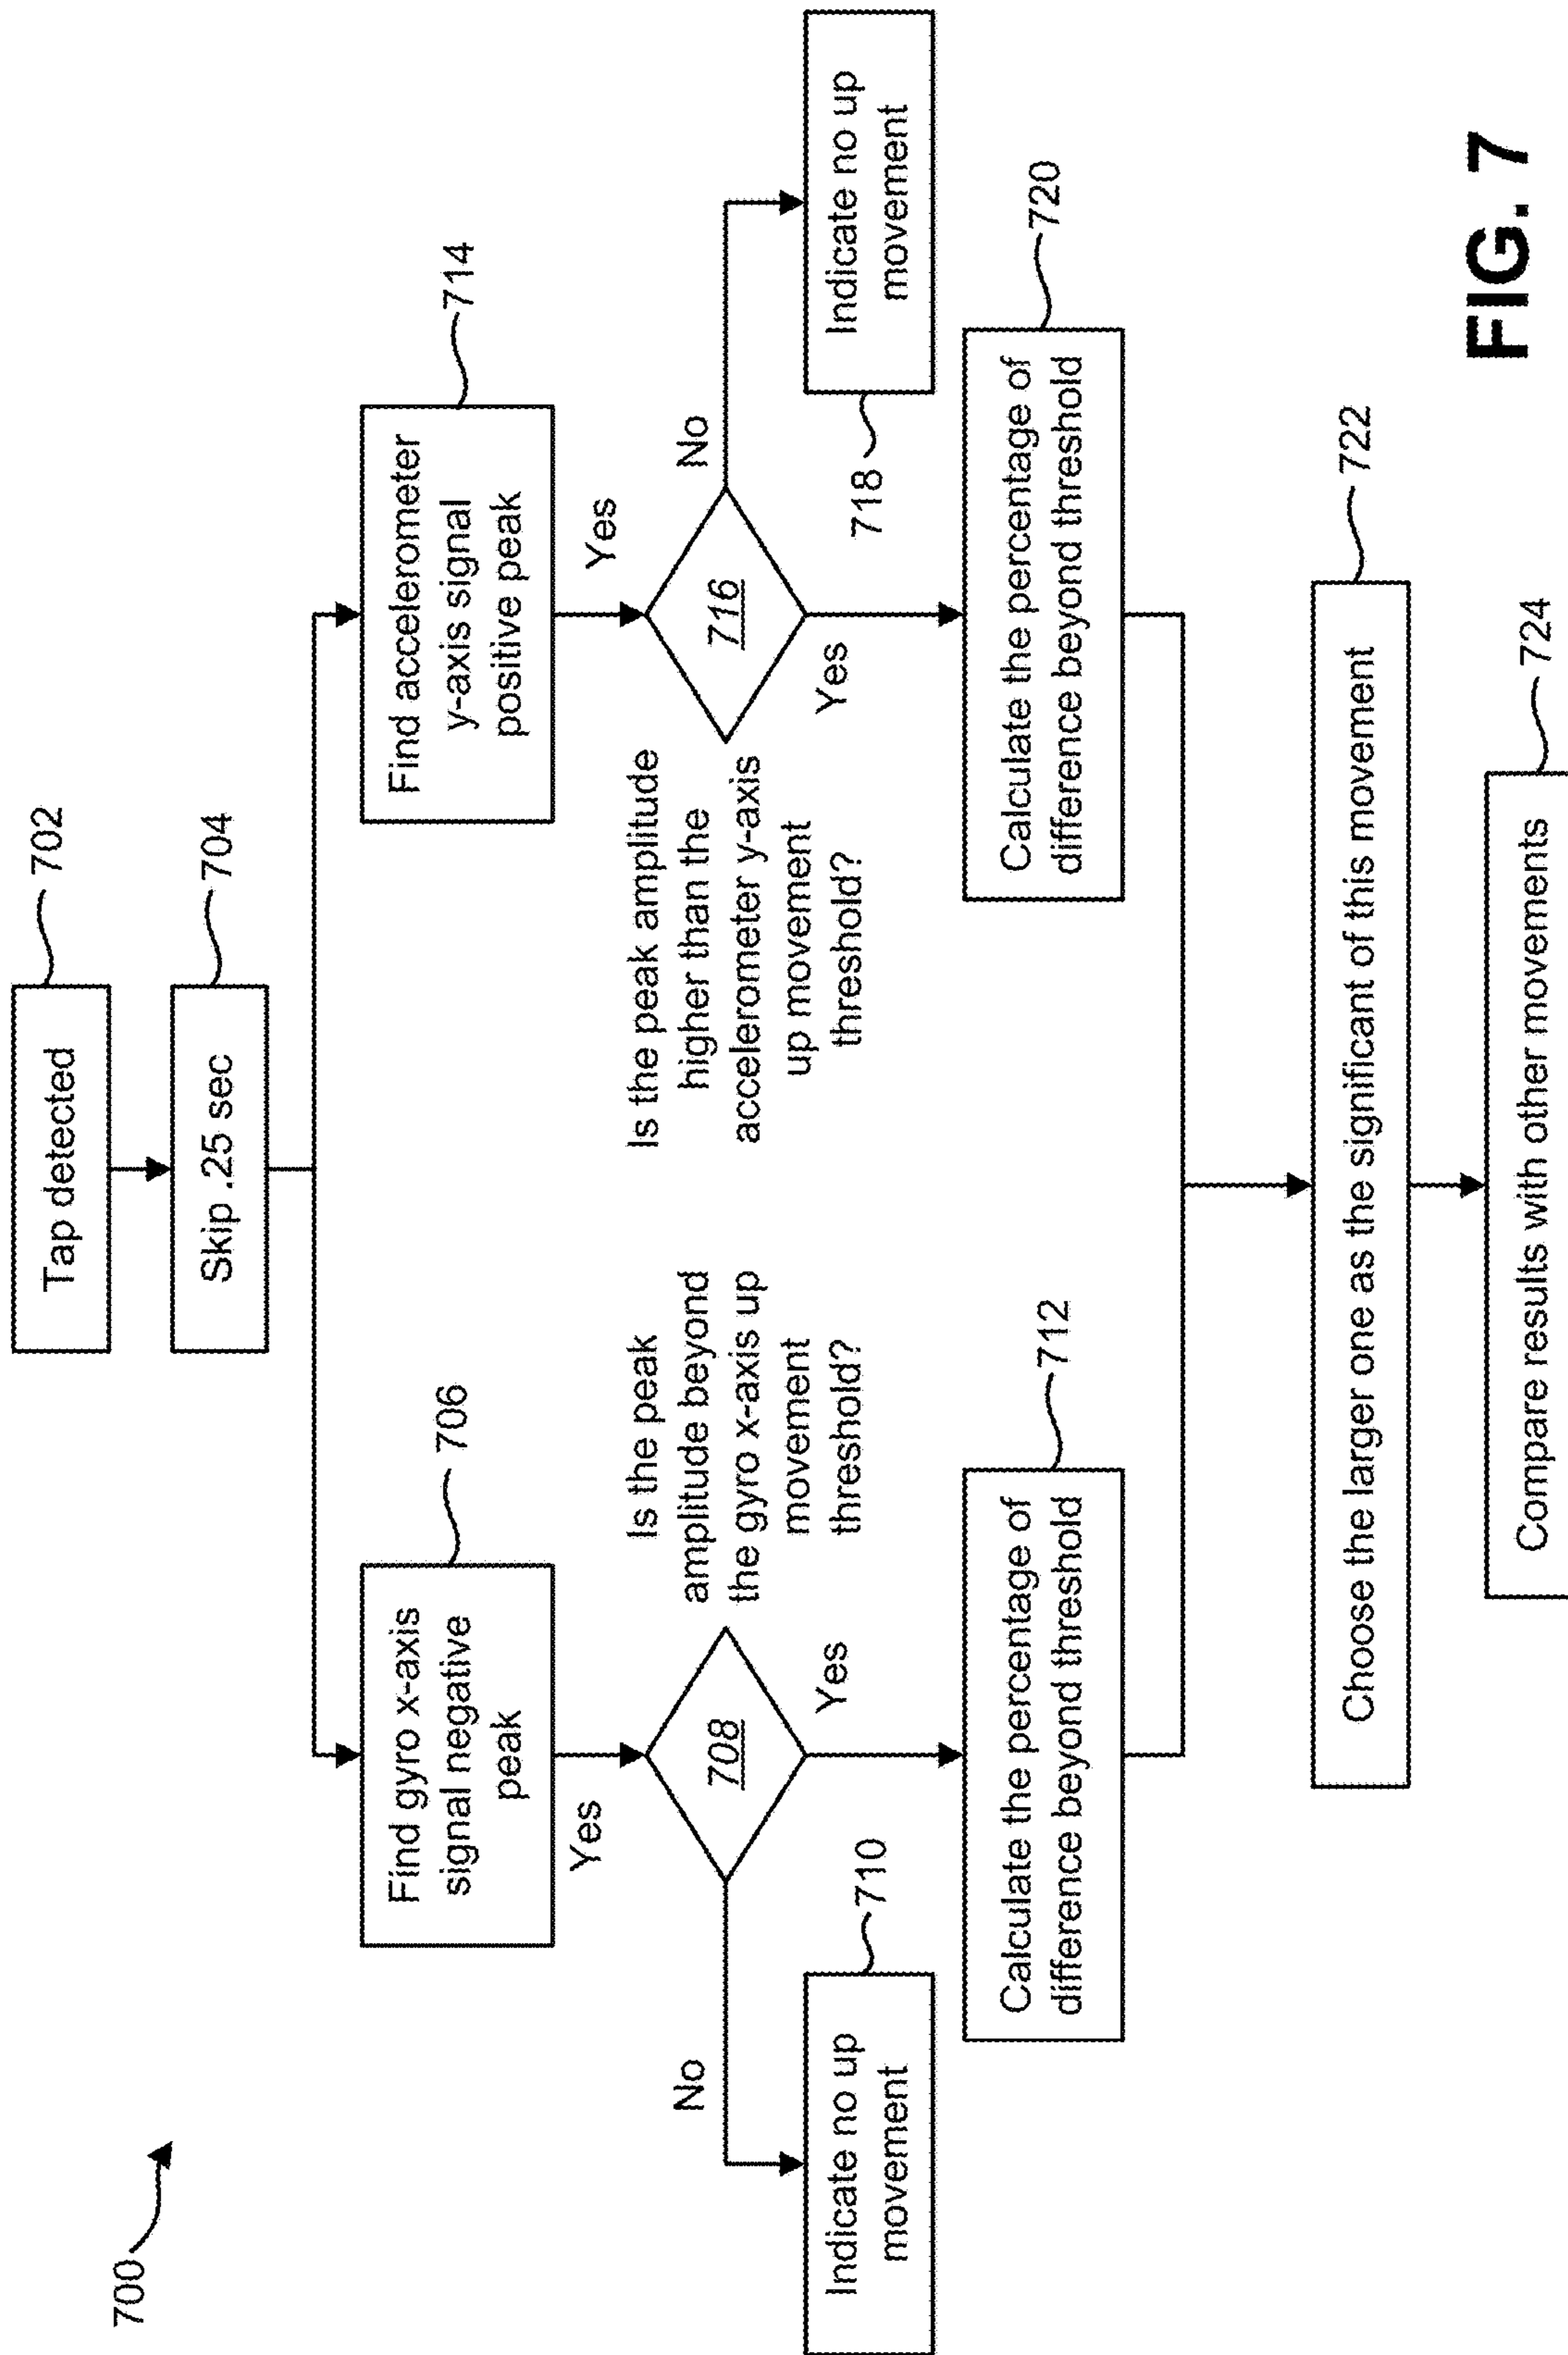 700
Tap detected
702
Skip .25 sec
704
Find gyro x-axis
signal negative
peak
706
Find accelerometer
y-axis signal
positive peak
714
Yes
Is the peak
amplitude beyond
the gyro x-axis up
movement
threshold?
Is the peak amplitude
higher than the
accelerometer y-axis
up movement
threshold?
Yes
No
708
Yes
716
No
Yes
Indicate no up
movement
710
718
Indicate no up
movement
Calculate the percentage of
difference beyond threshold
712
Calculate the percentage of
difference beyond threshold
720
Choose the larger one as the significant of this movement
722
Compare results with other movements
724
FIG. 7